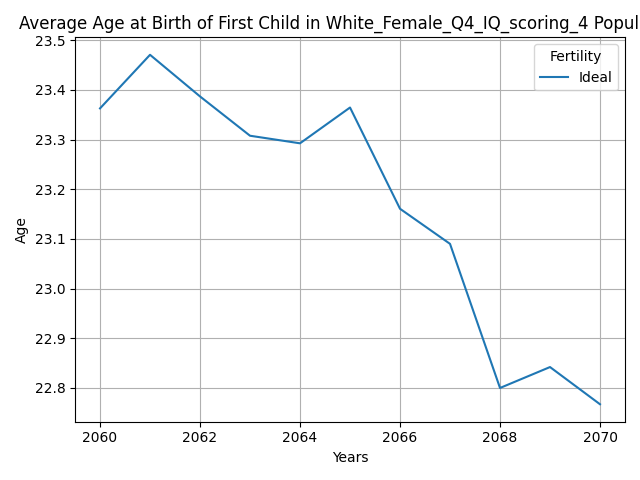 Average Age at Birth of First Child in White_Female_Q4_IQ_scoring_4 Popul
23.5
23.4
23.3
23.2
23.1
23.0
22.9
22.8
Age
Fertility
Ideal
2060 2062 2064 2066 2068 2070
Years